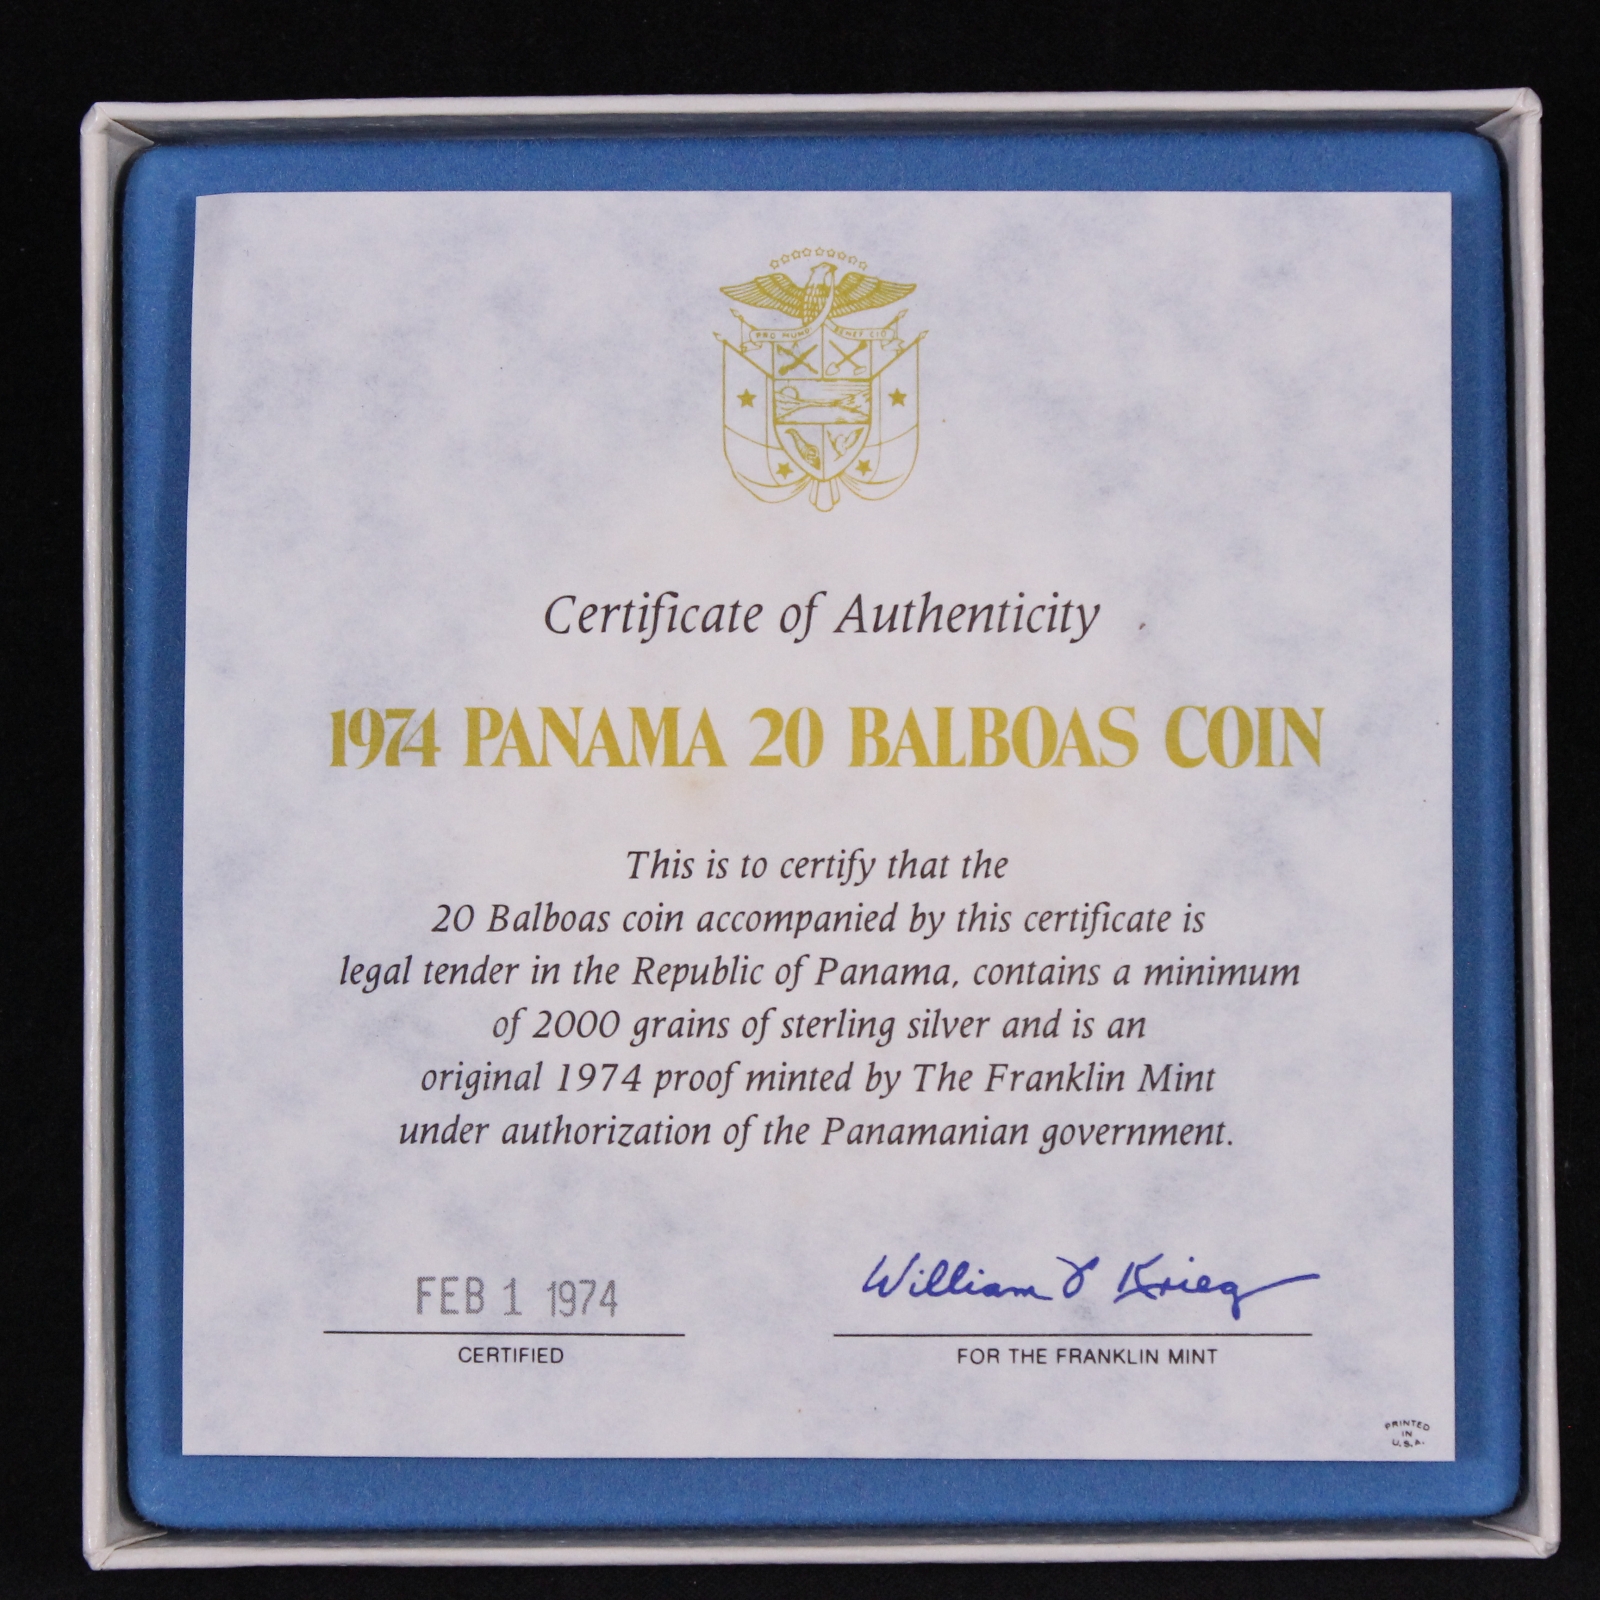 PRO MUNDI BENEFICIO
Certificate of Authenticity
1974 PANAMA 20 BALBOAS COIN
This is to certify that the
20 Balboas coin accompanied by this certificate is
legal tender in the Republic of Panama, contains a minimum
of 2000 grains of sterling silver and is an
original 1974 proof minted by The Franklin Mint
under authorization of the Panamanian government.
FEB 1 1974
CERTIFIED
William J Krieg
FOR THE FRANKLIN MINT
PRINTED
IN
U.S.A.